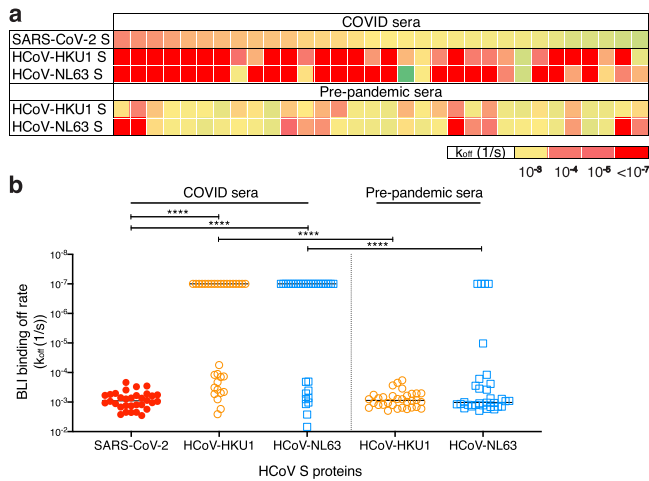 a
COVID sera
SARS-CoV-2 S
HCoV-HKU1 S
HCoV-NL63 S
Pre-pandemic sera
HCoV-HKU1 S
HCoV-NL63 S
koff (1/s)
10-3 10-4 10-5 <10-7
b
COVID sera Pre-pandemic sera
****
****
****
****
BLI binding off rate
(koff (1/s))
10-8
10-7
10-6
10-5
10-4
10-3
10-2
SARS-CoV-2 HCoV-HKU1 HCoV-NL63 HCoV-HKU1 HCoV-NL63
HCoV S proteins